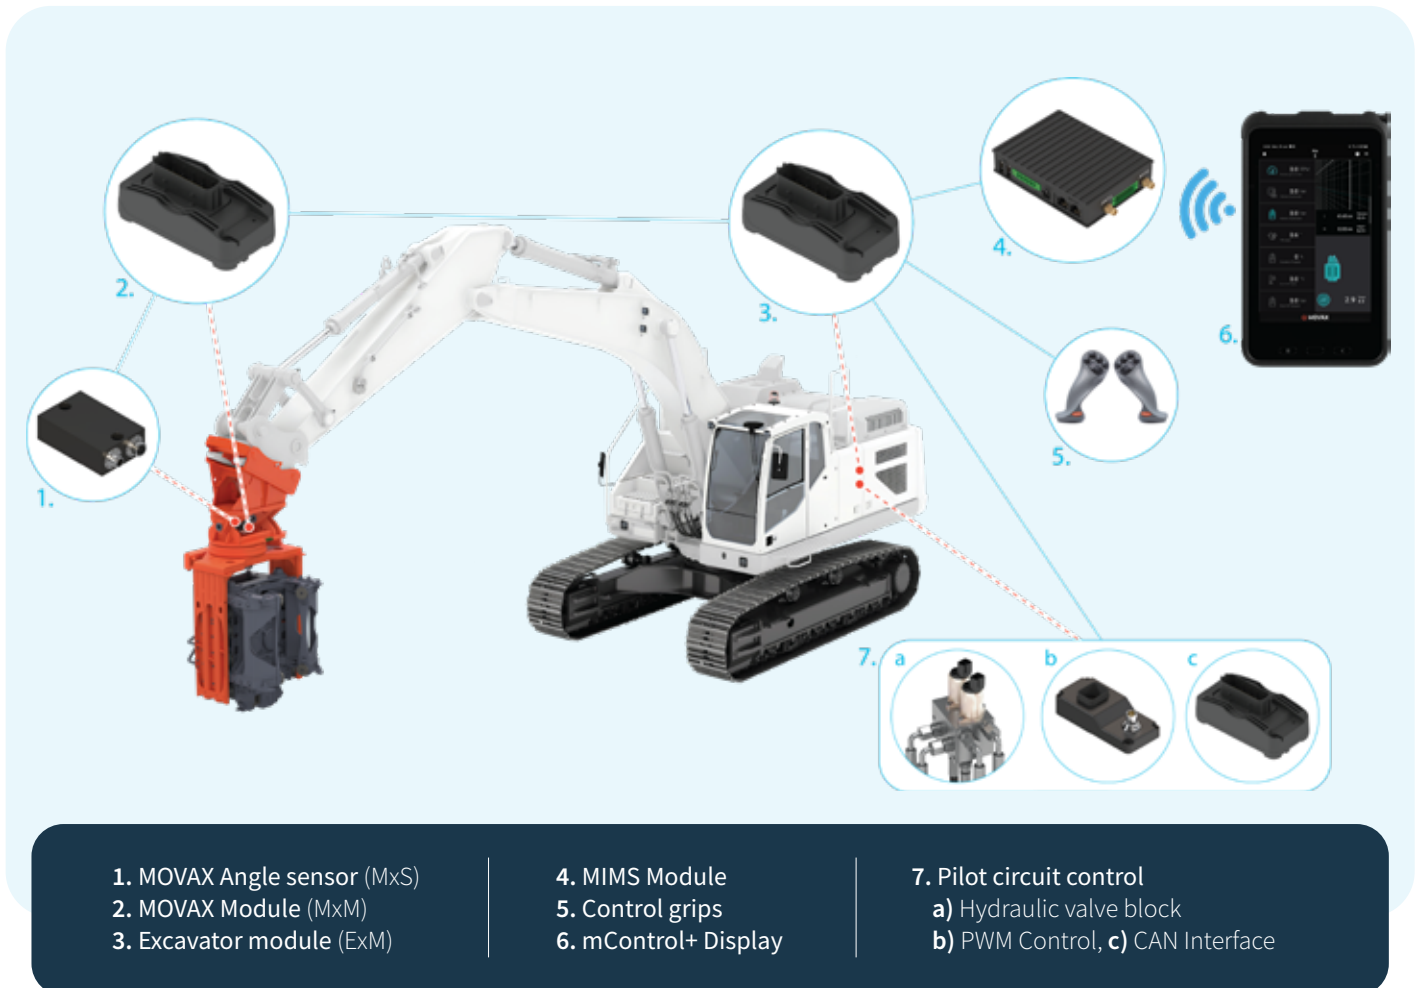 2.
3.
4.
6.
MOVAX
1.
5.
7.
a
b
c
1. MOVAX Angle sensor (MxS)
2. MOVAX Module (MxM)
3. Excavator module (ExM)
4. MIMS Module
5. Control grips
6. mControl+ Display
7. Pilot circuit control
a) Hydraulic valve block
b) PWM Control, c) CAN Interface